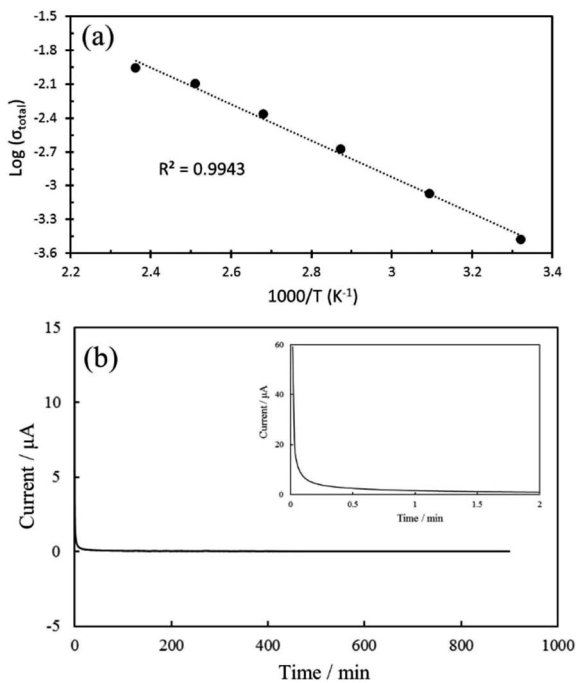 (a)
-1.5
-1.8
-2.1
-2.4
-2.7
-3
-3.3
-3.6
Log (σtotal)
R² = 0.9943
2.2 2.4 2.6 2.8 3 3.2 3.4
1000/T (K⁻¹)
(b)
15
10
5
0
-5
Current / μA
60
40
20
0
Current / μA
0 0.5 1 1.5 2
Time / min
0 200 400 600 800 1000
Time / min